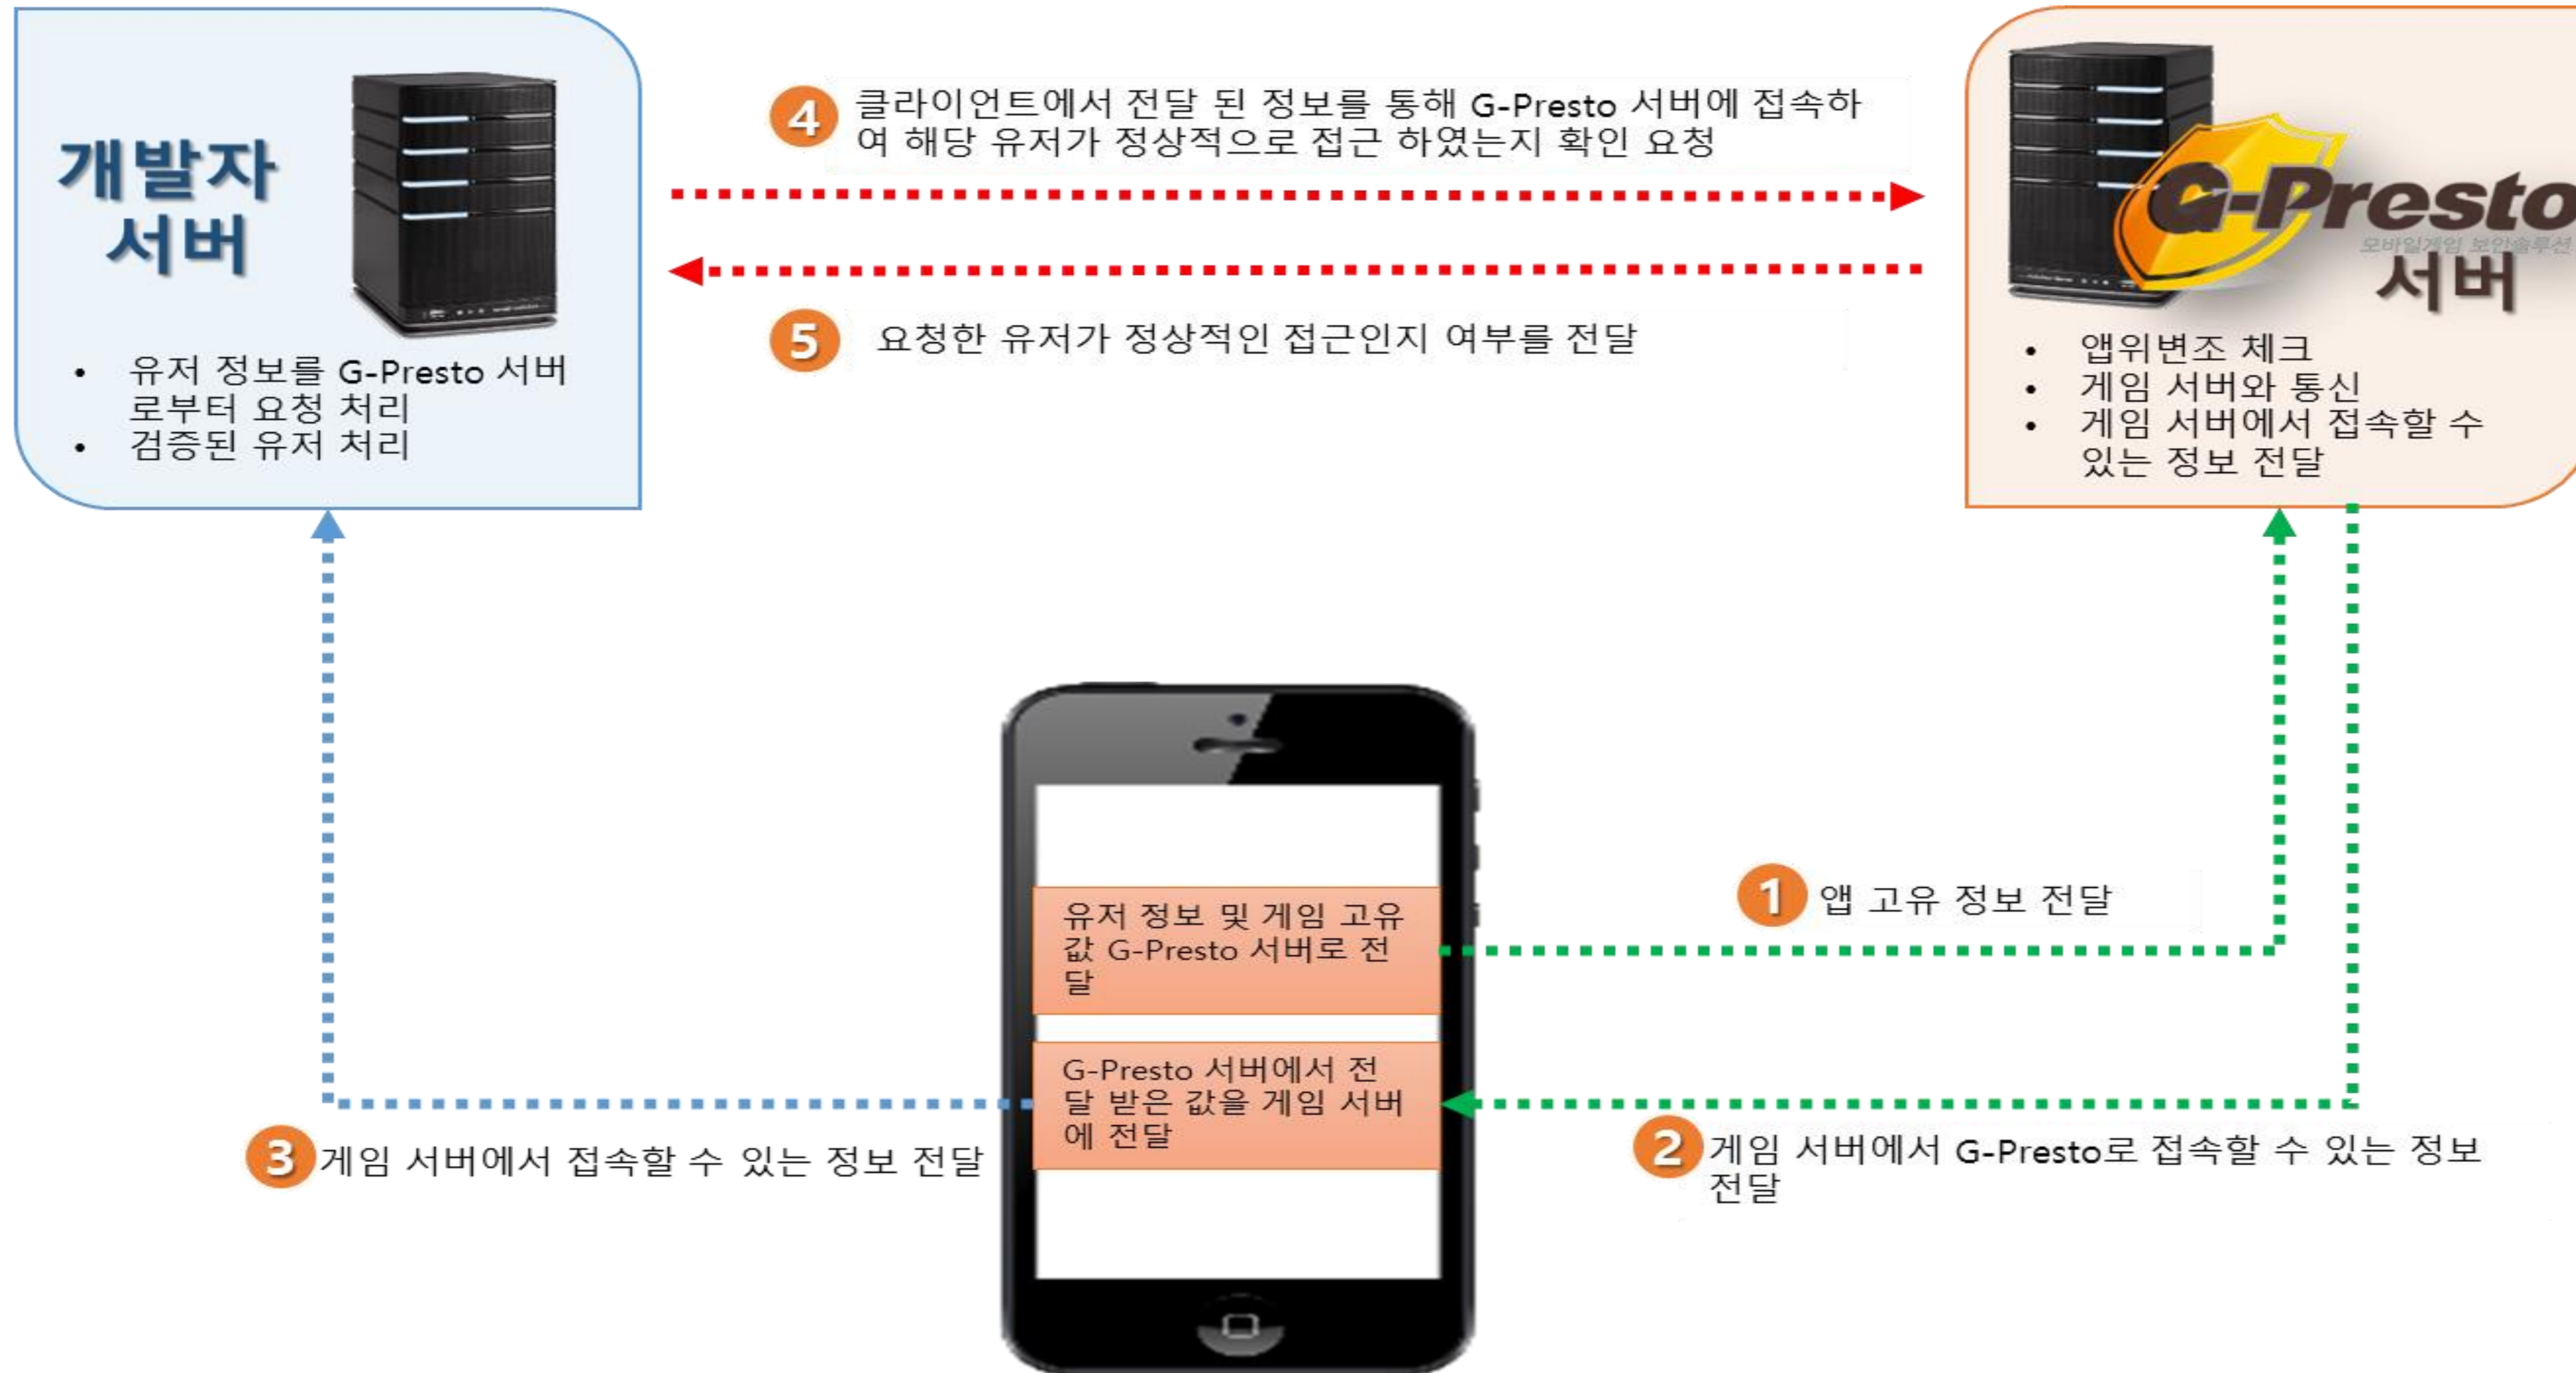 개발자
서버
• 유저 정보를 G-Presto 서버
로부터 요청 처리
• 검증된 유저 처리
4 클라이언트에서 전달 된 정보를 통해 G-Presto 서버에 접속하
여 해당 유저가 정상적으로 접근 하였는지 확인 요청
5 요청한 유저가 정상적인 접근인지 여부를 전달
G-Presto
모바일게임 보안솔루션
서버
• 앱위변조 체크
• 게임 서버와 통신
• 게임 서버에서 접속할 수
있는 정보 전달
유저 정보 및 게임 고유
값 G-Presto 서버로 전
달
1 앱 고유 정보 전달
G-Presto 서버에서 전
달 받은 값을 게임 서버
에 전달
3 게임 서버에서 접속할 수 있는 정보 전달
2 게임 서버에서 G-Presto로 접속할 수 있는 정보
전달